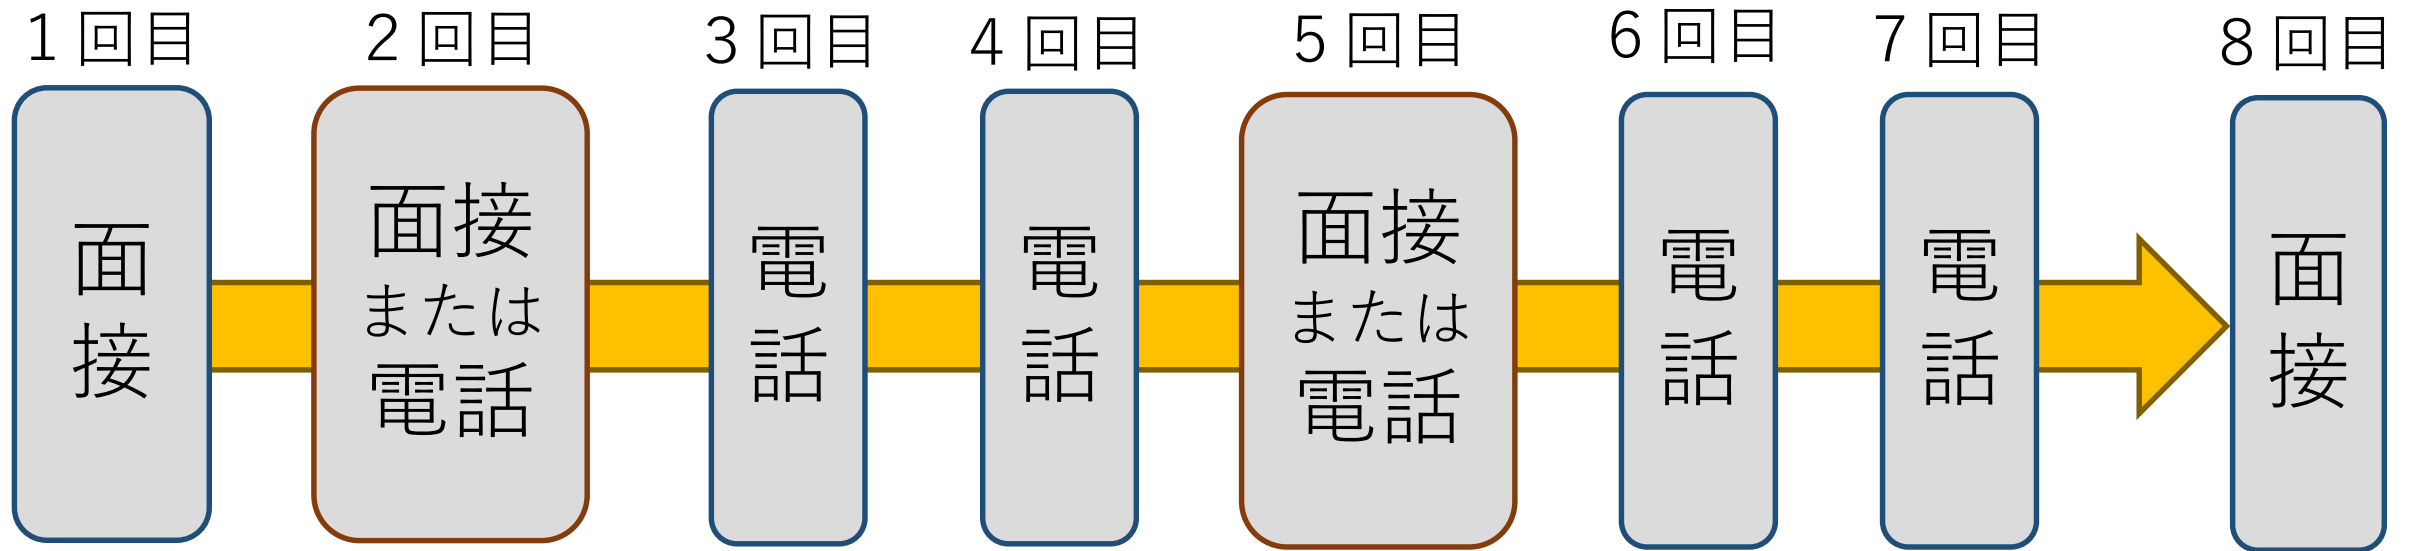 1回目
2回目
3回目
4回目
5回目
6回目
7回目
8回目
面接
面接
または
電話
電話
電話
面接
または
電話
電話
電話
面接